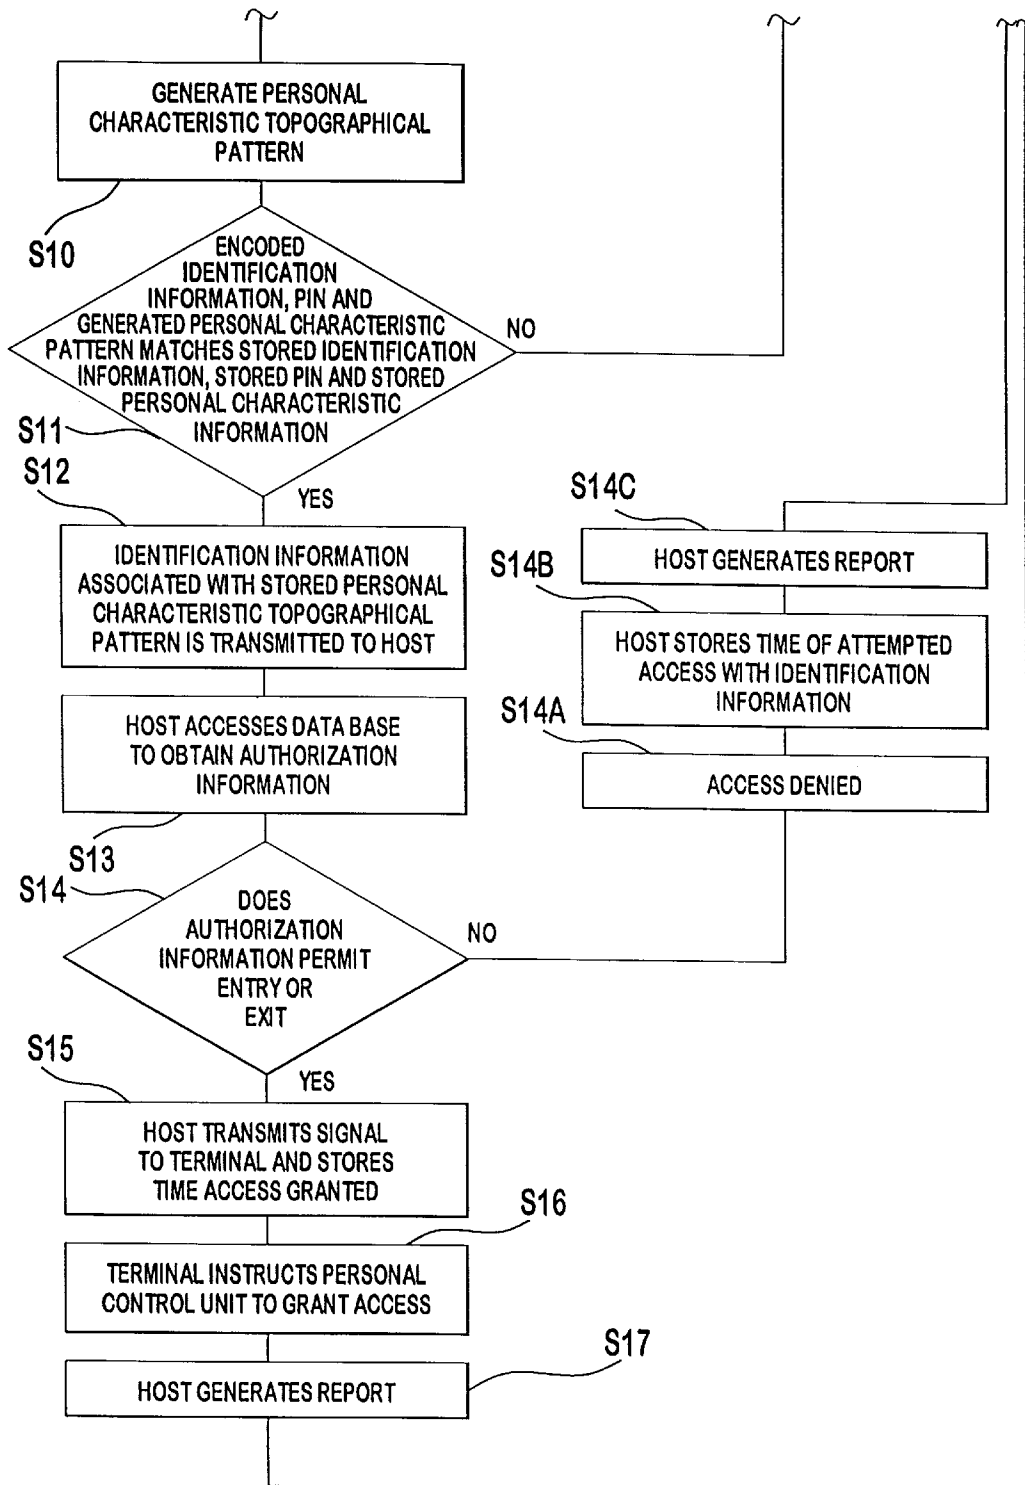 GENERATE PERSONAL
CHARACTERISTIC TOPOGRAPHICAL
PATTERN
S10
ENCODED
IDENTIFICATION
INFORMATION, PIN AND
GENERATED PERSONAL CHARACTERISTIC
PATTERN MATCHES STORED IDENTIFICATION
INFORMATION, STORED PIN AND STORED
PERSONAL CHARACTERISTIC
INFORMATION
NO
S11
YES
S12
IDENTIFICATION INFORMATION
ASSOCIATED WITH STORED PERSONAL
CHARACTERISTIC TOPOGRAPHICAL
PATTERN IS TRANSMITTED TO HOST
HOST ACCESSES DATA BASE
TO OBTAIN AUTHORIZATION
INFORMATION
S13
S14
DOES
AUTHORIZATION
INFORMATION PERMIT
ENTRY OR
EXIT
NO
YES
S14C
HOST GENERATES REPORT
S14B
HOST STORES TIME OF ATTEMPTED
ACCESS WITH IDENTIFICATION
INFORMATION
S14A
ACCESS DENIED
S15
HOST TRANSMITS SIGNAL
TO TERMINAL AND STORES
TIME ACCESS GRANTED
S16
TERMINAL INSTRUCTS PERSONAL
CONTROL UNIT TO GRANT ACCESS
S17
HOST GENERATES REPORT